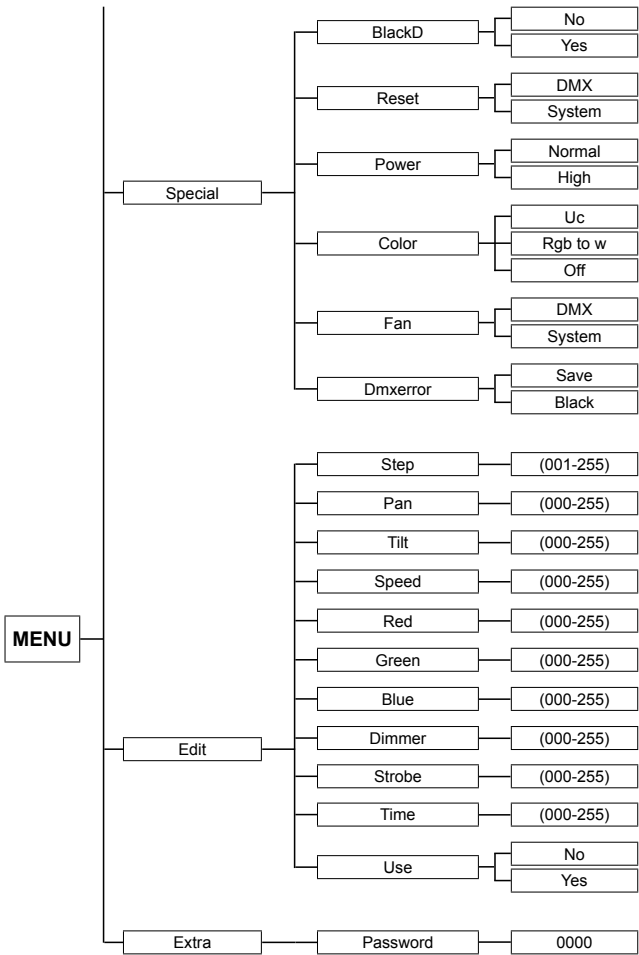 No
BlackD
Yes
DMX
Reset
System
Normal
Power
High
Special
Uc
Color
Rgb to w
Off
DMX
Fan
System
Save
Dmxerror
Black
Step
(001-255)
Pan
(000-255)
Tilt
(000-255)
Speed
(000-255)
MENU
Red
(000-255)
Green
(000-255)
Blue
(000-255)
Edit
Dimmer
(000-255)
Strobe
(000-255)
Time
(000-255)
No
Use
Yes
Extra
Password
0000